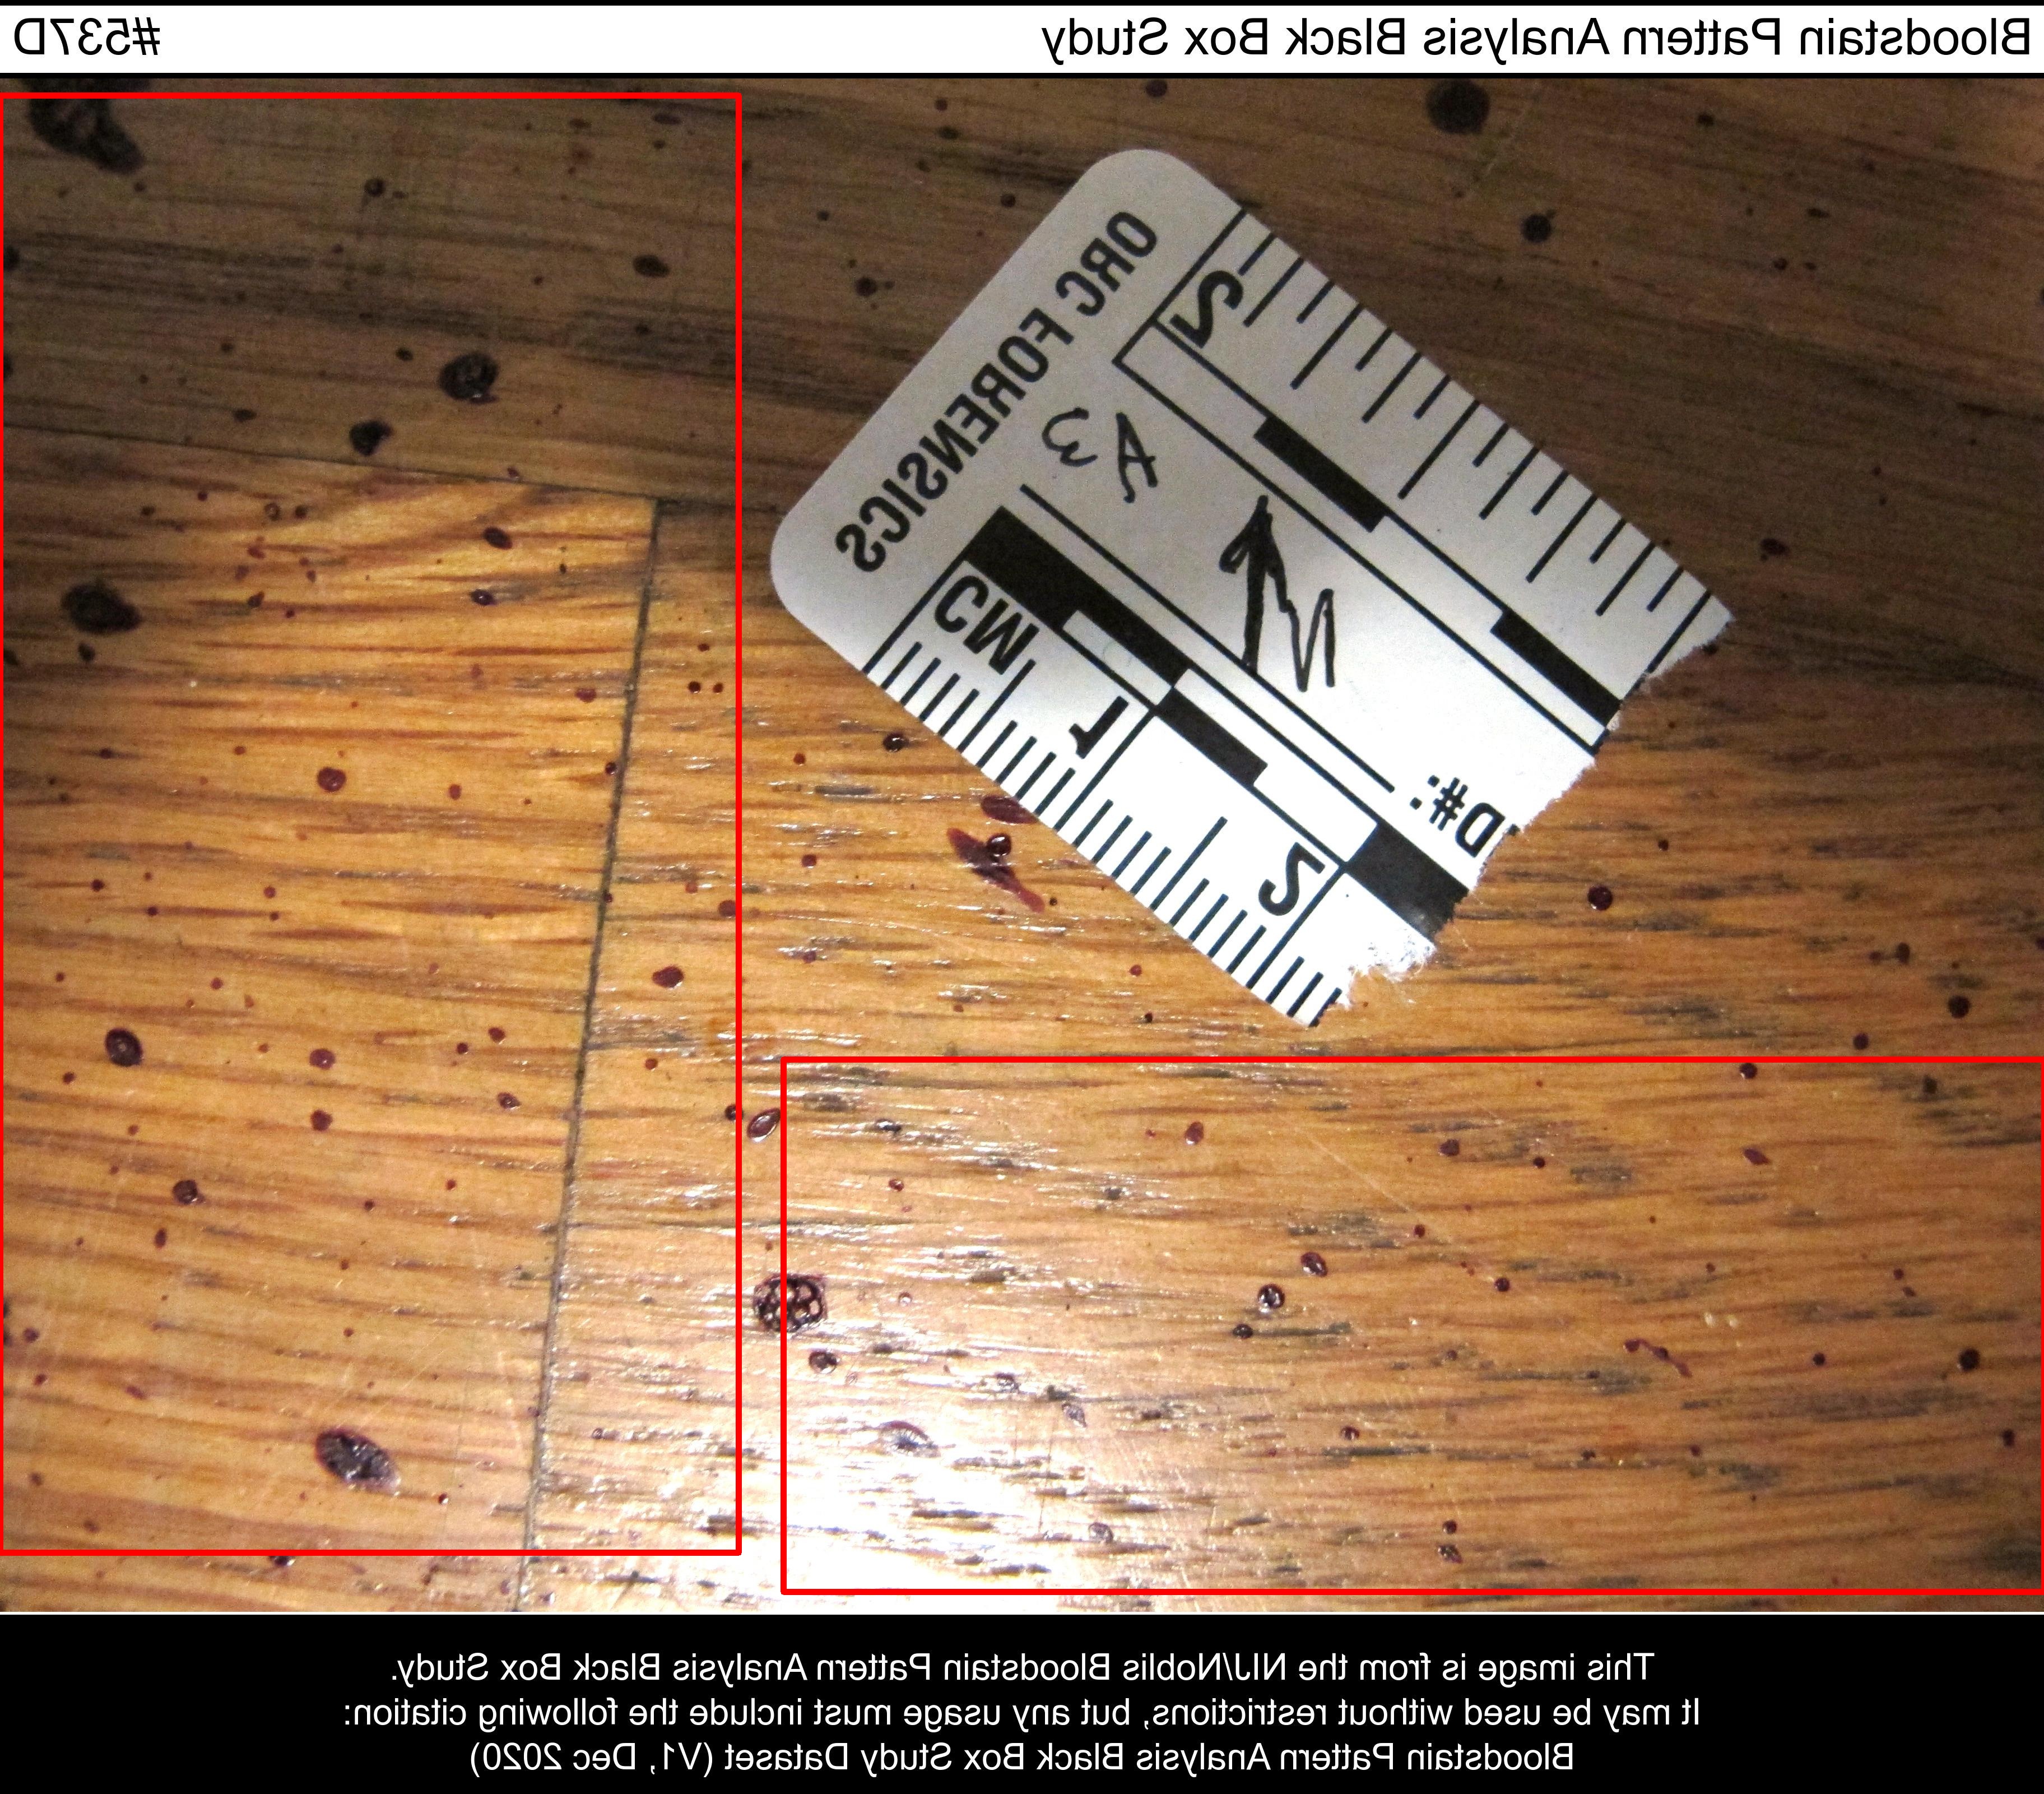 Bloodstain Pattern Analysis Black Box Study #537D
ORC FORENSICS
2
A3
N
CM 1 2
D#:
This image is from the NIJ/Noblis Bloodstain Pattern Analysis Black Box Study.
It may be used without restrictions, but any usage must include the following citation:
Bloodstain Pattern Analysis Black Box Study Dataset (V1, Dec 2020)